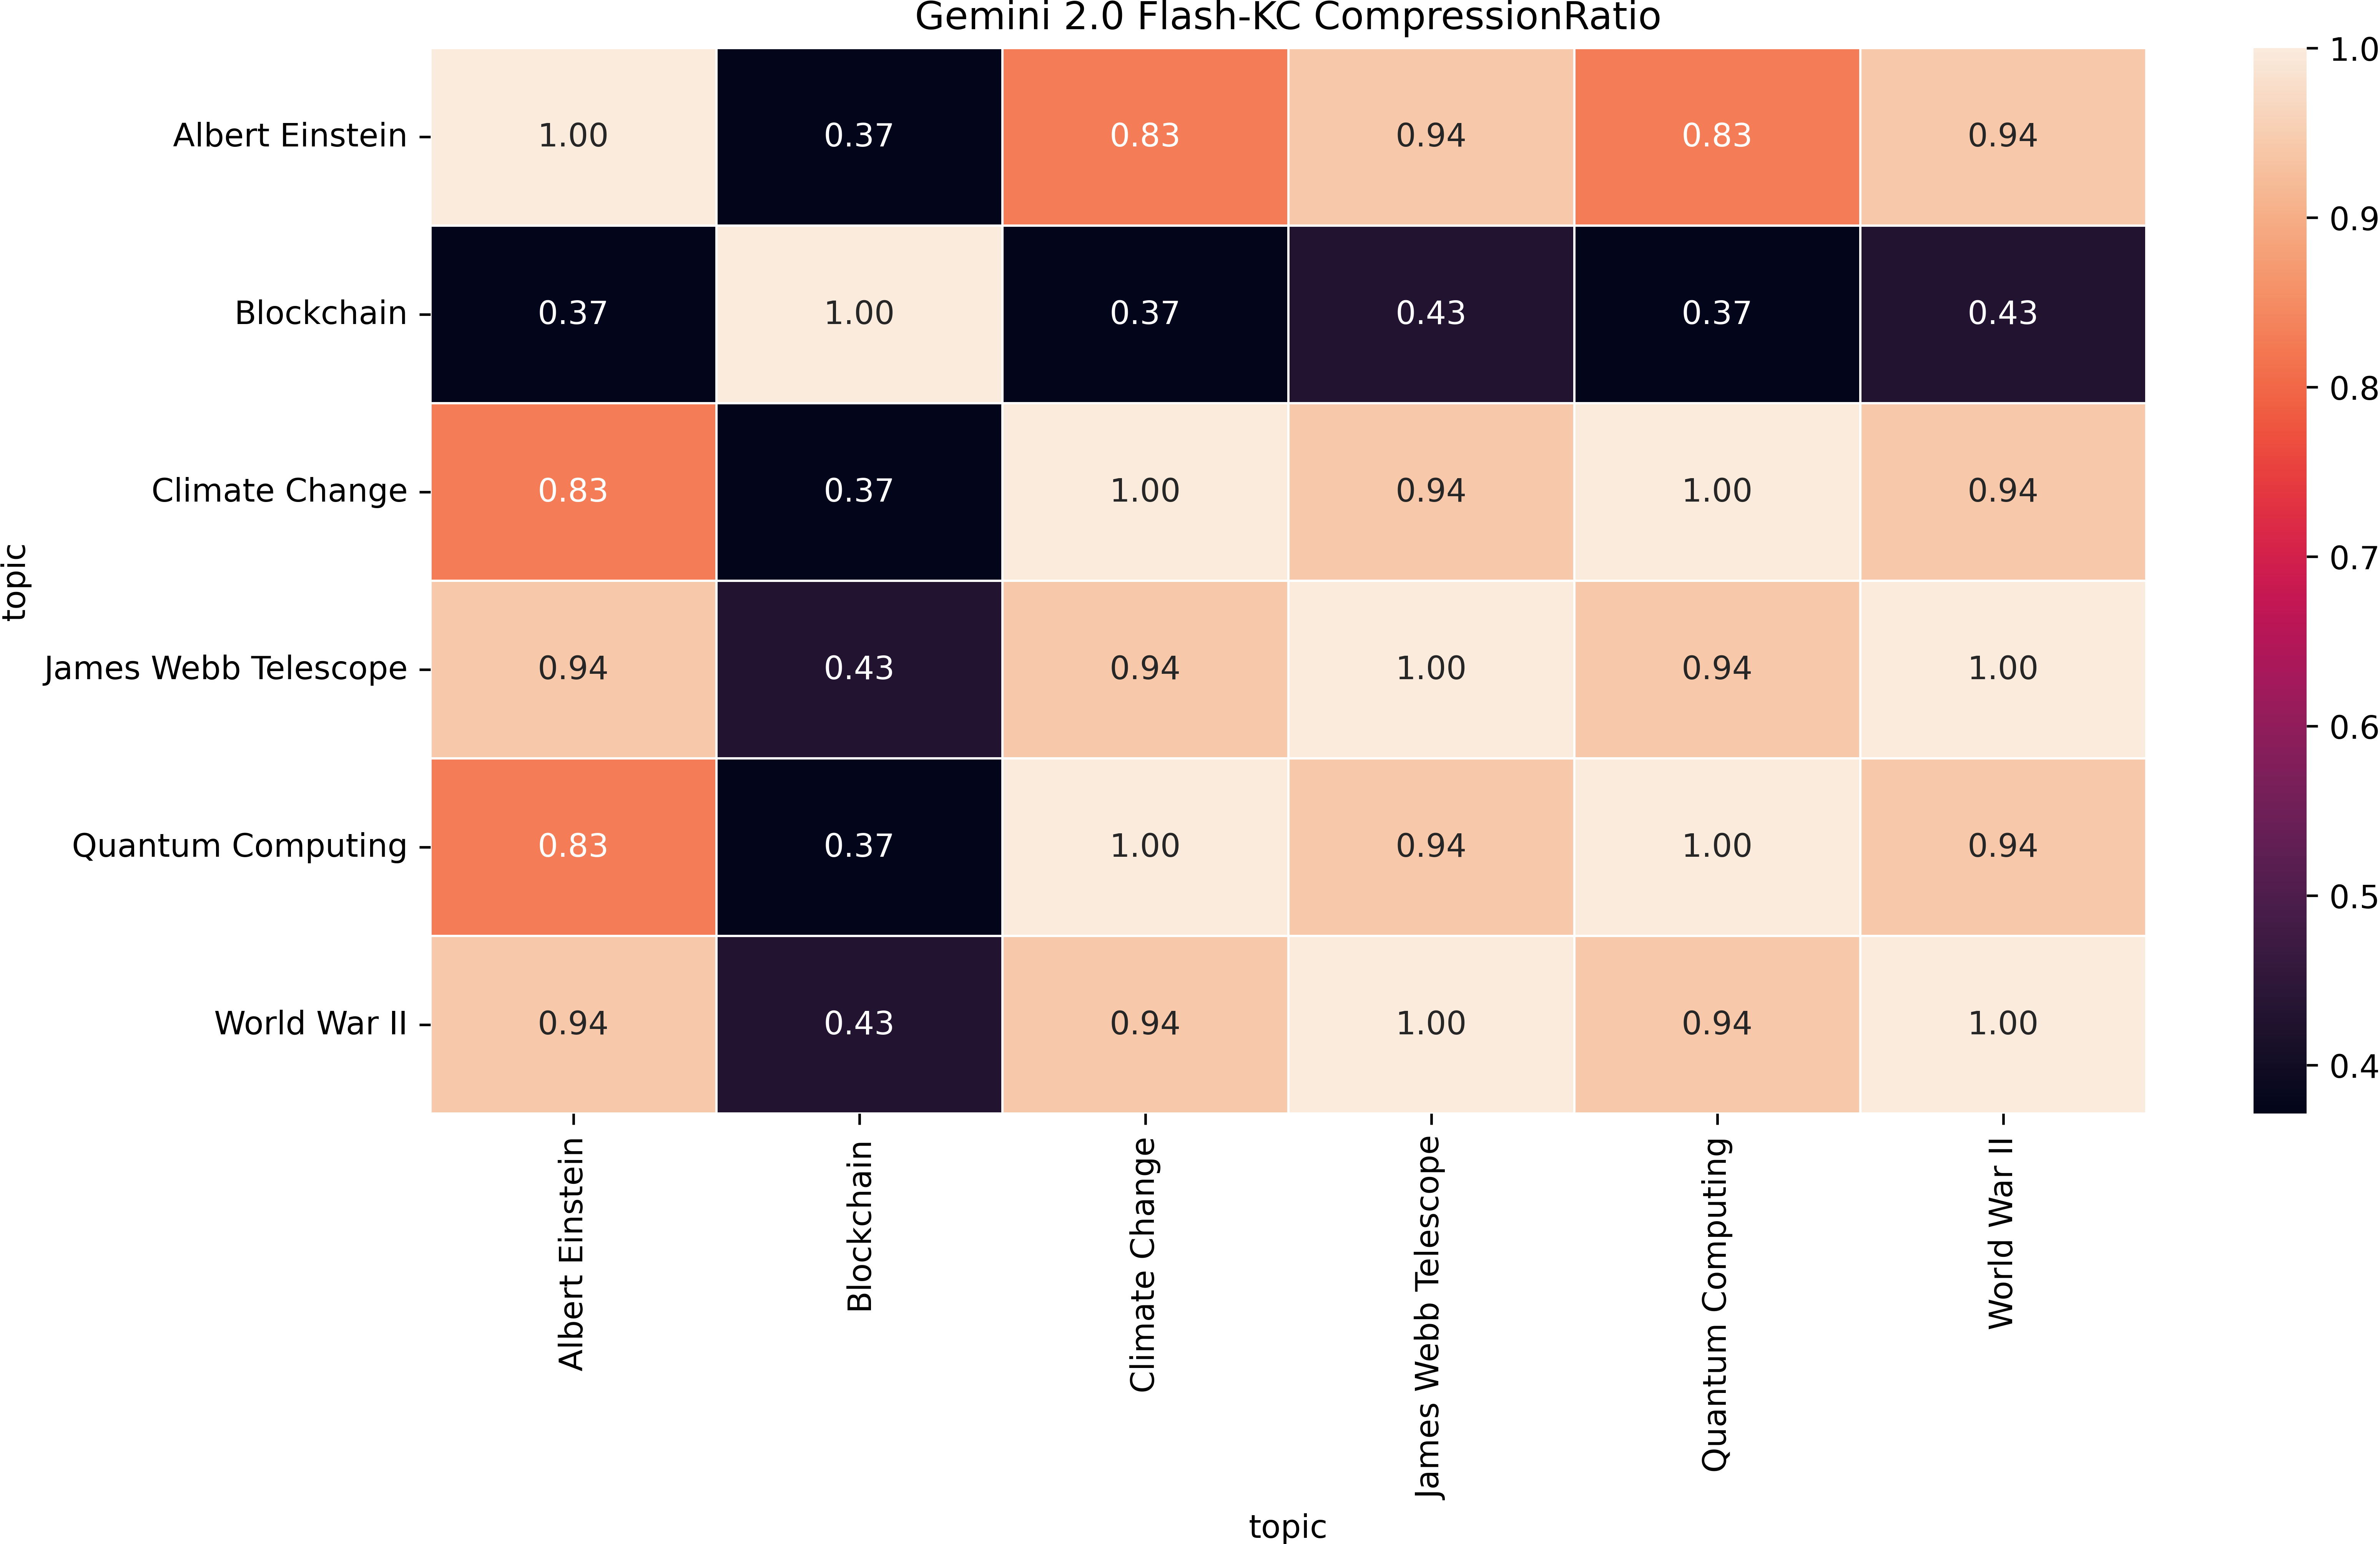 Gemini 2.0 Flash-KC CompressionRatio
topic
Albert Einstein 1.00 0.37 0.83 0.94 0.83 0.94
Blockchain 0.37 1.00 0.37 0.43 0.37 0.43
Climate Change 0.83 0.37 1.00 0.94 1.00 0.94
James Webb Telescope 0.94 0.43 0.94 1.00 0.94 1.00
Quantum Computing 0.83 0.37 1.00 0.94 1.00 0.94
World War II 0.94 0.43 0.94 1.00 0.94 1.00
Albert Einstein
Blockchain
Climate Change
James Webb Telescope
Quantum Computing
World War II
topic
1.0
0.9
0.8
0.7
0.6
0.5
0.4